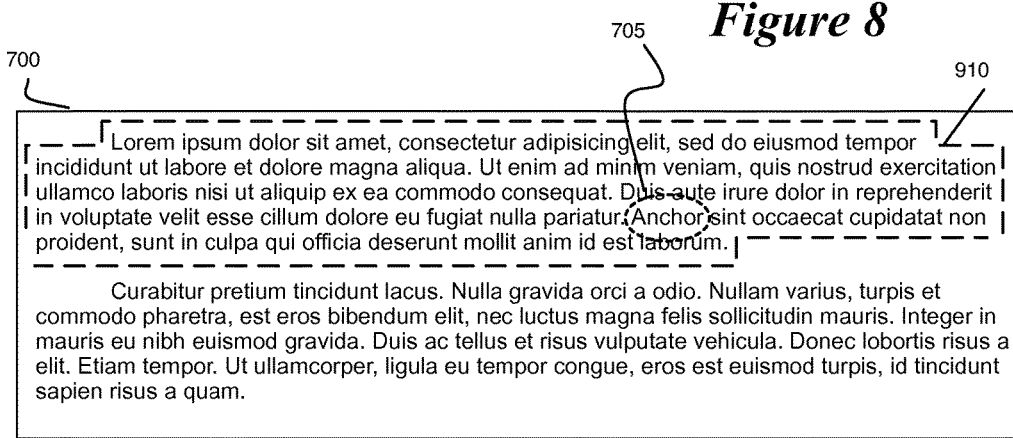 Figure 8
705
700
910
Lorem ipsum dolor sit amet, consectetur adipisicing elit, sed do eiusmod tempor
incididunt ut labore et dolore magna aliqua. Ut enim ad minim veniam, quis nostrud exercitation
ullamco laboris nisi ut aliquip ex ea commodo consequat. Duis aute irure dolor in reprehenderit
in voluptate velit esse cillum dolore eu fugiat nulla pariatur. Anchor sint occaecat cupidatat non
proident, sunt in culpa qui officia deserunt mollit anim id est laborum.
Curabitur pretium tincidunt lacus. Nulla gravida orci a odio. Nullam varius, turpis et
commodo pharetra, est eros bibendum elit, nec luctus magna felis sollicitudin mauris. Integer in
mauris eu nibh euismod gravida. Duis ac tellus et risus vulputate vehicula. Donec lobortis risus a
elit. Etiam tempor. Ut ullamcorper, ligula eu tempor congue, eros est euismod turpis, id tincidunt
sapien risus a quam.